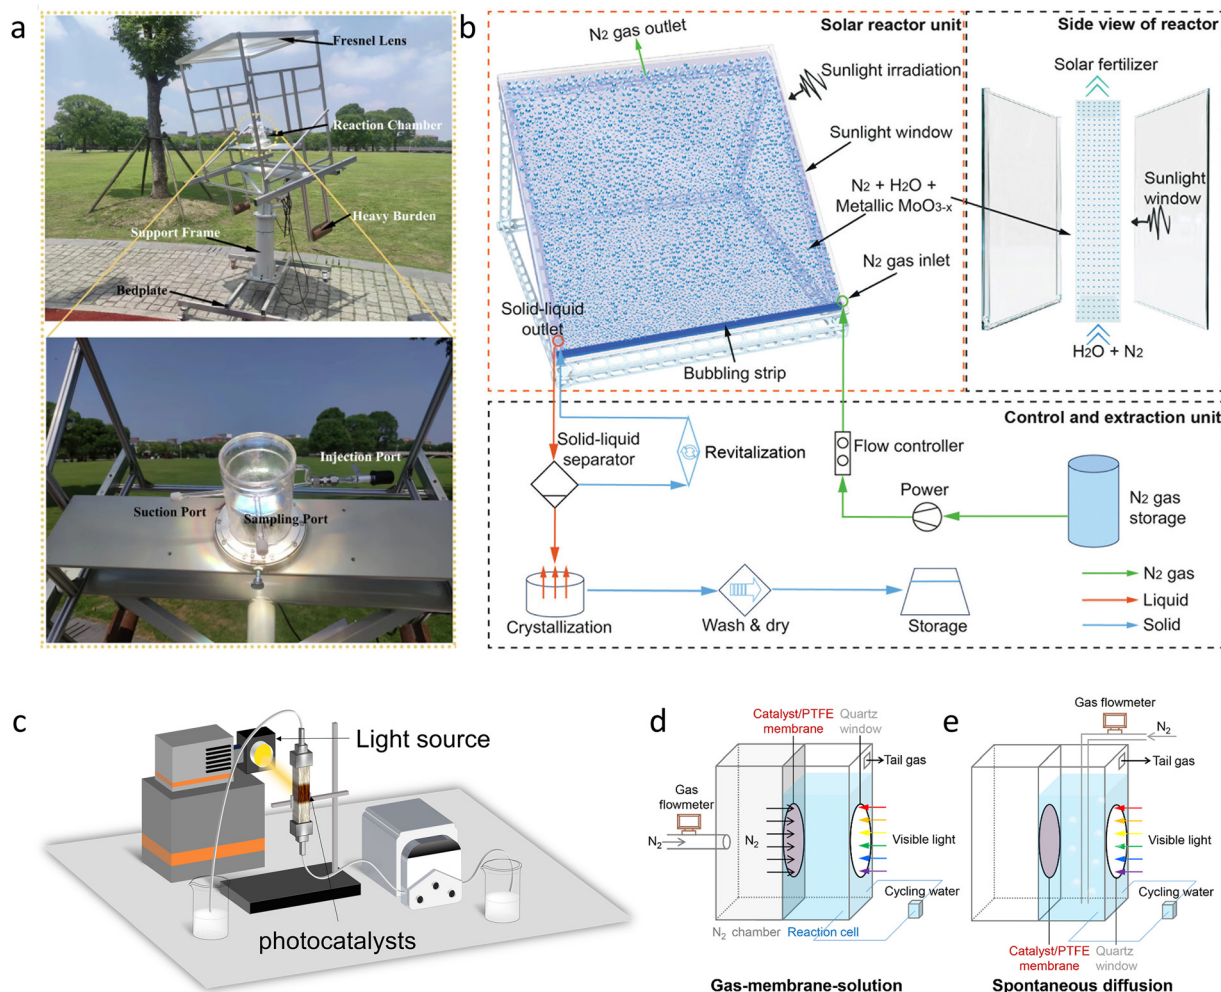 a
Fresnel Lens
Reaction Chamber
Heavy Burden
Support Frame
Bedplate
Injection Port
Suction Port
Sampling Port
b
Solar reactor unit
N2 gas outlet
Sunlight irradiation
Sunlight window
N2 + H2O +
Metallic MoO3-x
N2 gas inlet
Solid-liquid
outlet
Bubbling strip
Side view of reactor
Solar fertilizer
Sunlight
window
H2O + N2
Control and extraction unit
Solid-liquid
separator
Revitalization
Flow controller
Power
N2 gas
storage
Crystallization
Wash & dry
Storage
N2 gas
Liquid
Solid
c
Light source
photocatalysts
d
Catalyst/PTFE
membrane
Quartz
window
Tail gas
Gas
flowmeter
N2
N2
Visible light
Cycling water
N2 chamber
Reaction cell
Gas-membrane-solution
e
Gas flowmeter
N2
Tail gas
Visible light
Cycling water
Catalyst/PTFE
membrane
Quartz
window
Spontaneous diffusion